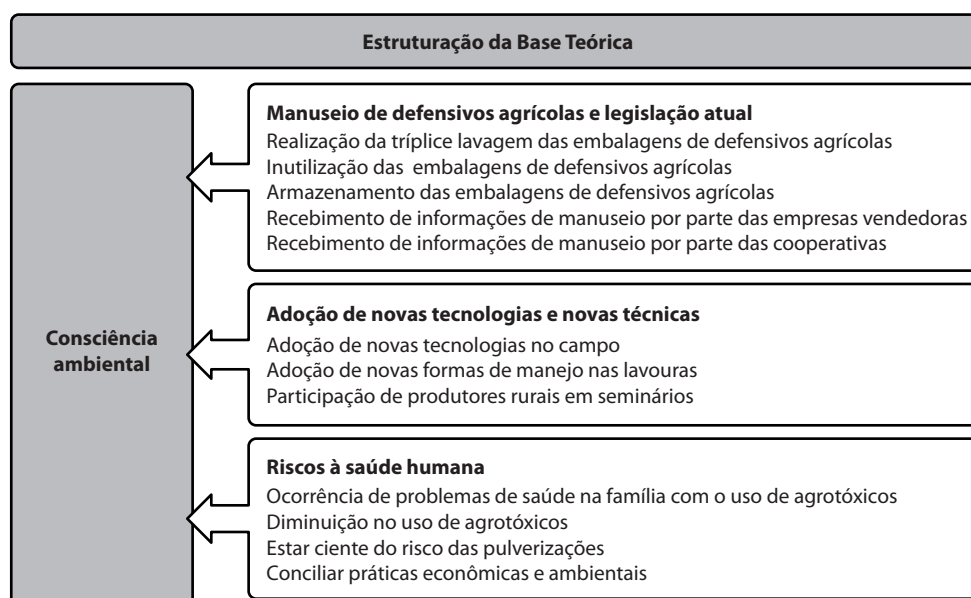 Estruturação da Base Teórica
Consciência
ambiental
Manuseio de defensivos agrícolas e legislação atual
Realização da tríplice lavagem das embalagens de defensivos agrícolas
Inutilização das embalagens de defensivos agrícolas
Armazenamento das embalagens de defensivos agrícolas
Recebimento de informações de manuseio por parte das empresas vendedoras
Recebimento de informações de manuseio por parte das cooperativas
Adoção de novas tecnologias e novas técnicas
Adoção de novas tecnologias no campo
Adoção de novas formas de manejo nas lavouras
Participação de produtores rurais em seminários
Riscos à saúde humana
Ocorrência de problemas de saúde na família com o uso de agrotóxicos
Diminuição no uso de agrotóxicos
Estar ciente do risco das pulverizações
Conciliar práticas econômicas e ambientais